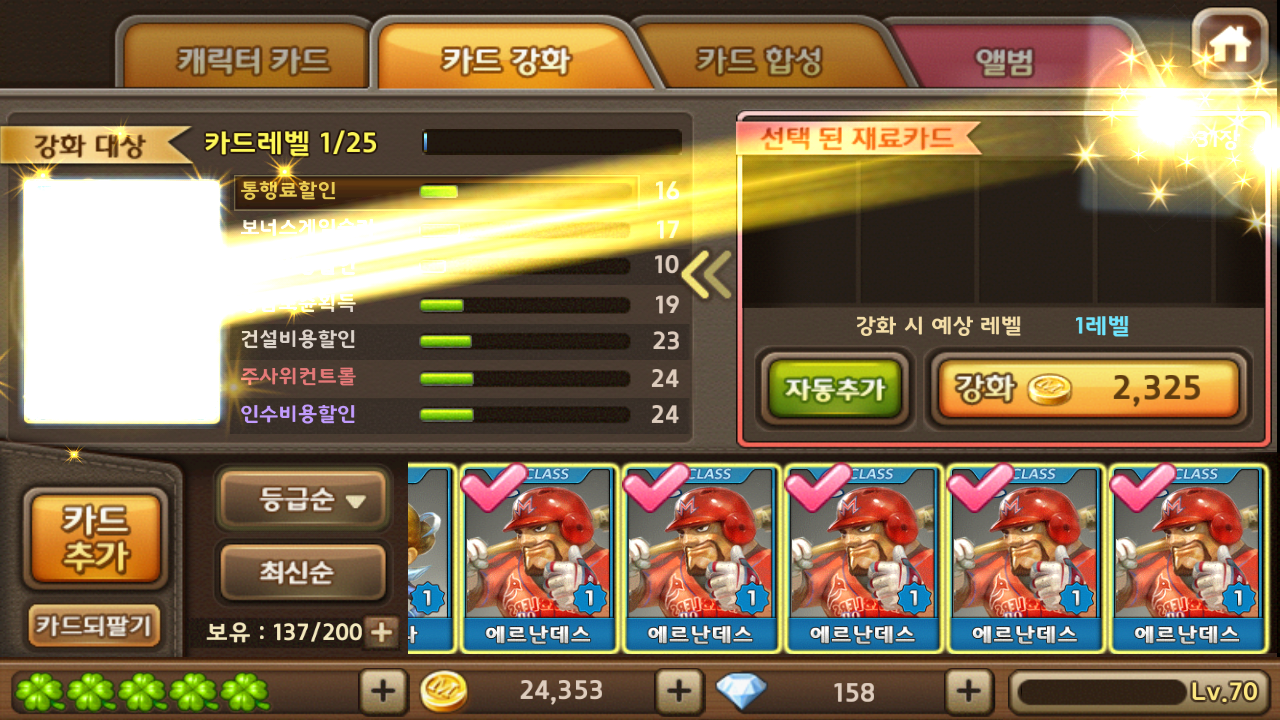 캐릭터 카드
카드 강화
카드 합성
앨범
강화 대상
카드레벨 1/25
선택 된 재료카드
통행료할인
16
17
10
19
건설비용할인
23
주사위컨트롤
24
인수비용할인
24
강화 시 예상 레벨
1레벨
자동추가
강화
2,325
카드
추가
카드되팔기
등급순
최신순
보유 : 137/200
CLASS
CLASS
CLASS
CLASS
CLASS
M
M
M
M
M
1
1
1
1
1
1
에르난데스
에르난데스
에르난데스
에르난데스
에르난데스
24,353
158
Lv.70